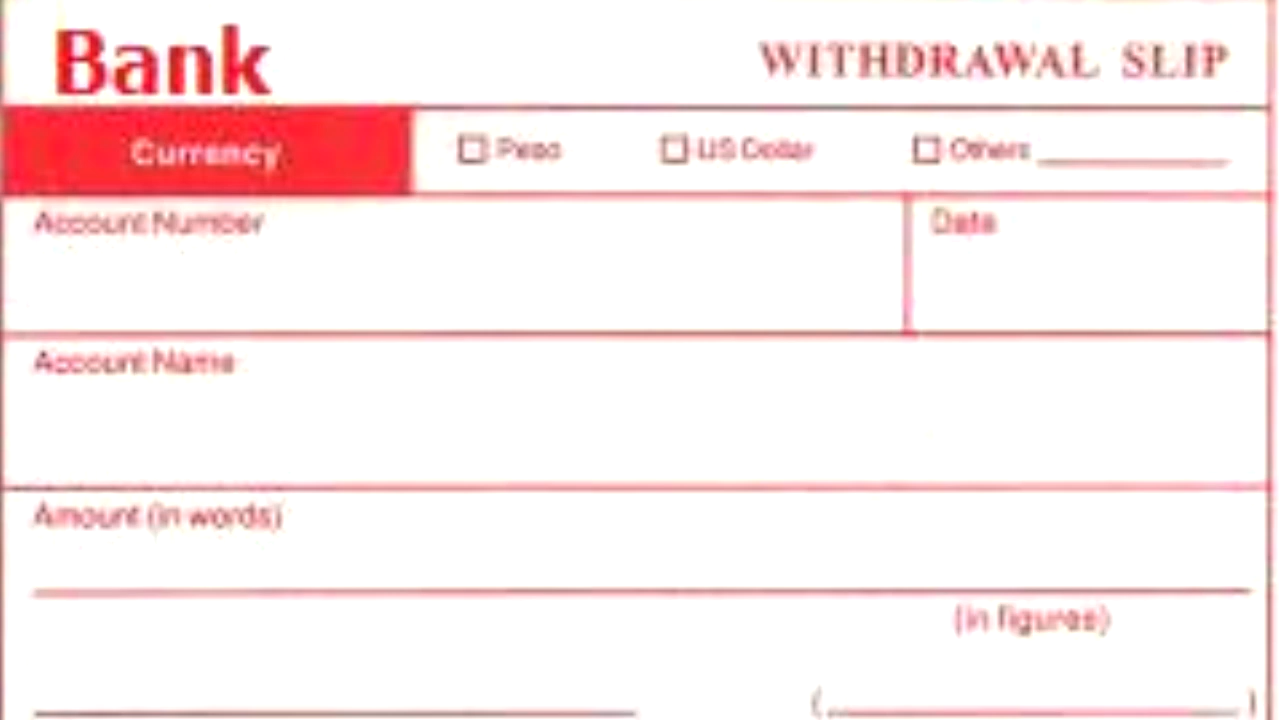 Bank
WITHDRAWAL SLIP
Currency
Peso
US Dollar
Others
Account Number
Date
Account Name
Amount (in words)
(in figures)
( )